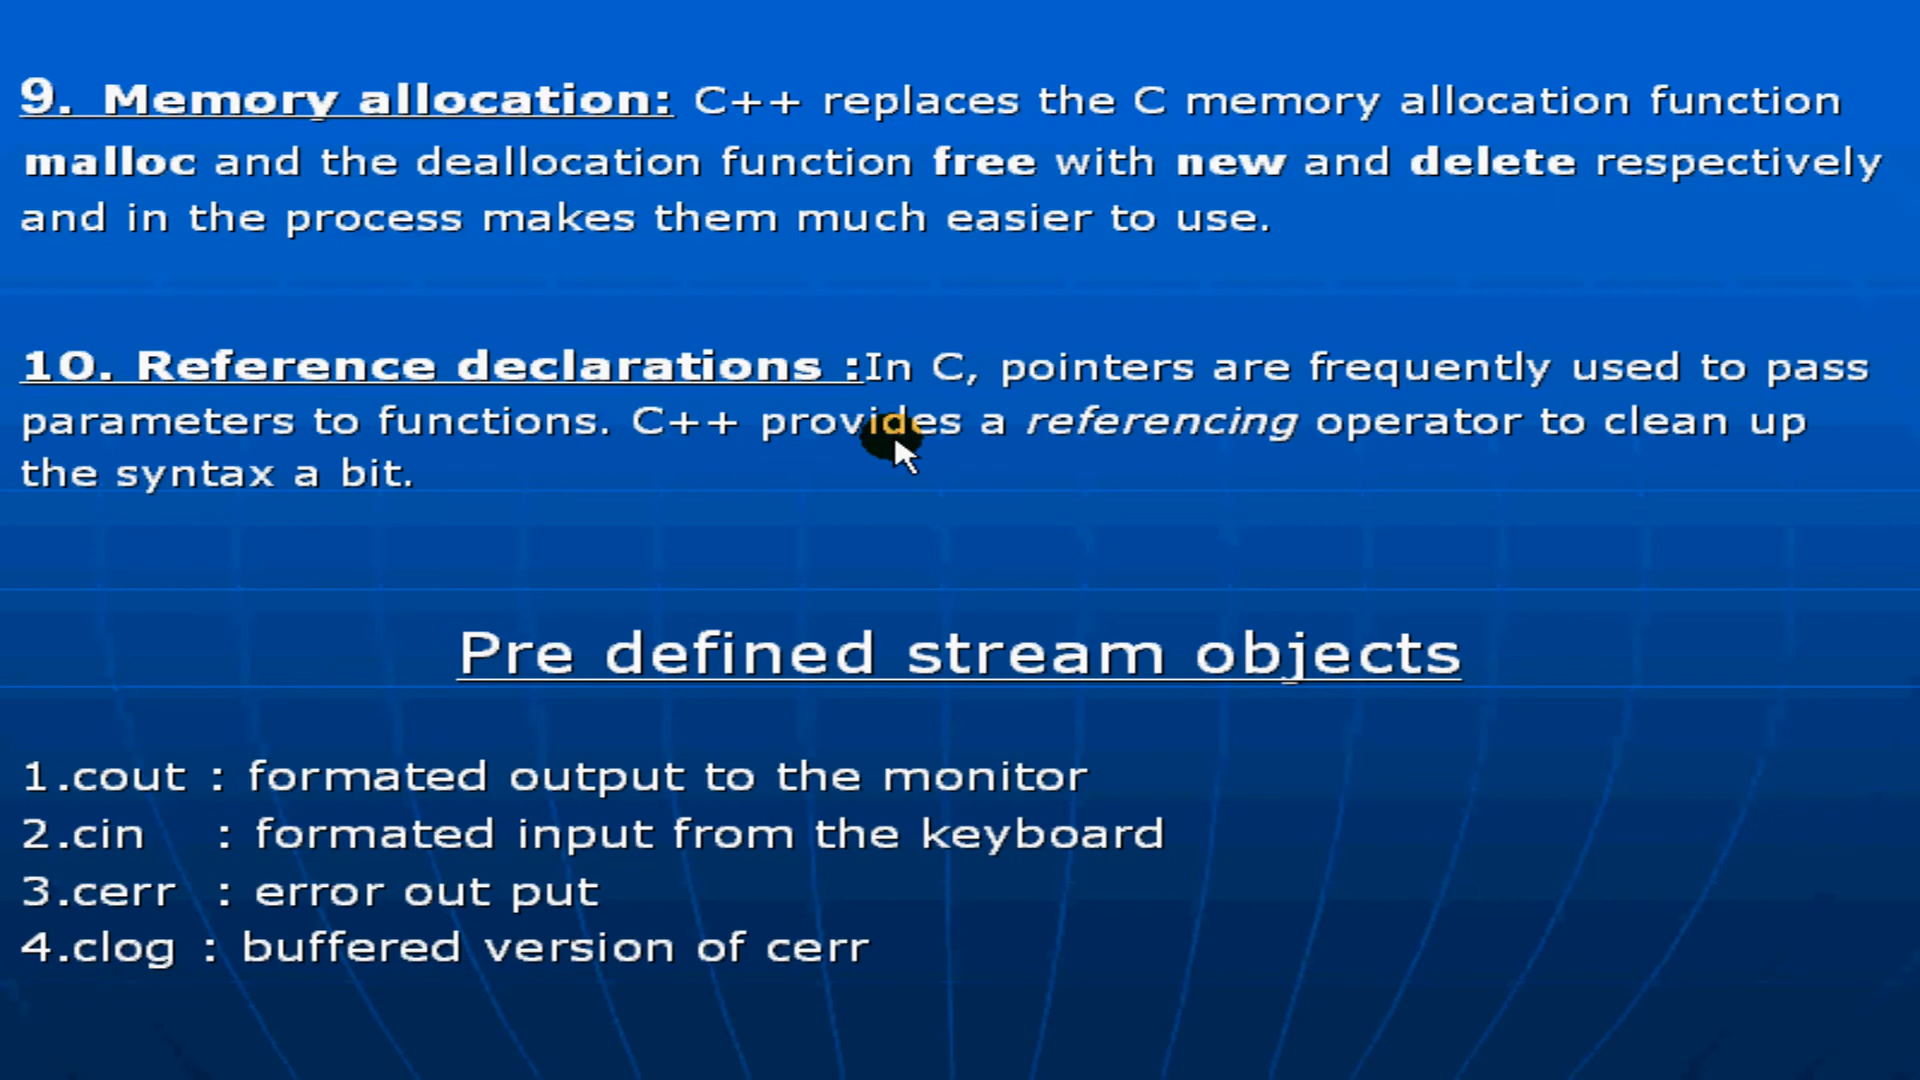 9. Memory allocation: C++ replaces the C memory allocation function
malloc and the deallocation function free with new and delete respectively
and in the process makes them much easier to use.
10. Reference declarations :In C, pointers are frequently used to pass
parameters to functions. C++ provides a referencing operator to clean up
the syntax a bit.
Pre defined stream objects
1.cout : formated output to the monitor
2.cin : formated input from the keyboard
3.cerr : error out put
4.clog : buffered version of cerr